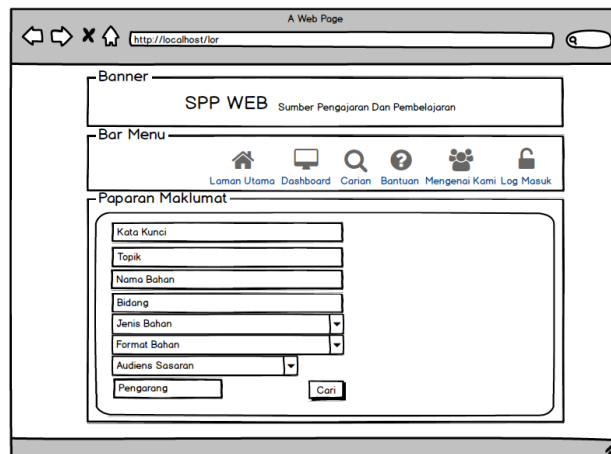 A Web Page
http://localhost/lor
Banner
SPP WEB Sumber Pengajaran Dan Pembelajaran
Bar Menu
Laman Utama Dashboard Carian Bantuan Mengenai Kami Log Masuk
Paparan Maklumat
Kata Kunci
Topik
Nama Bahan
Bidang
Jenis Bahan
Format Bahan
Audiens Sasaran
Pengarang Cari